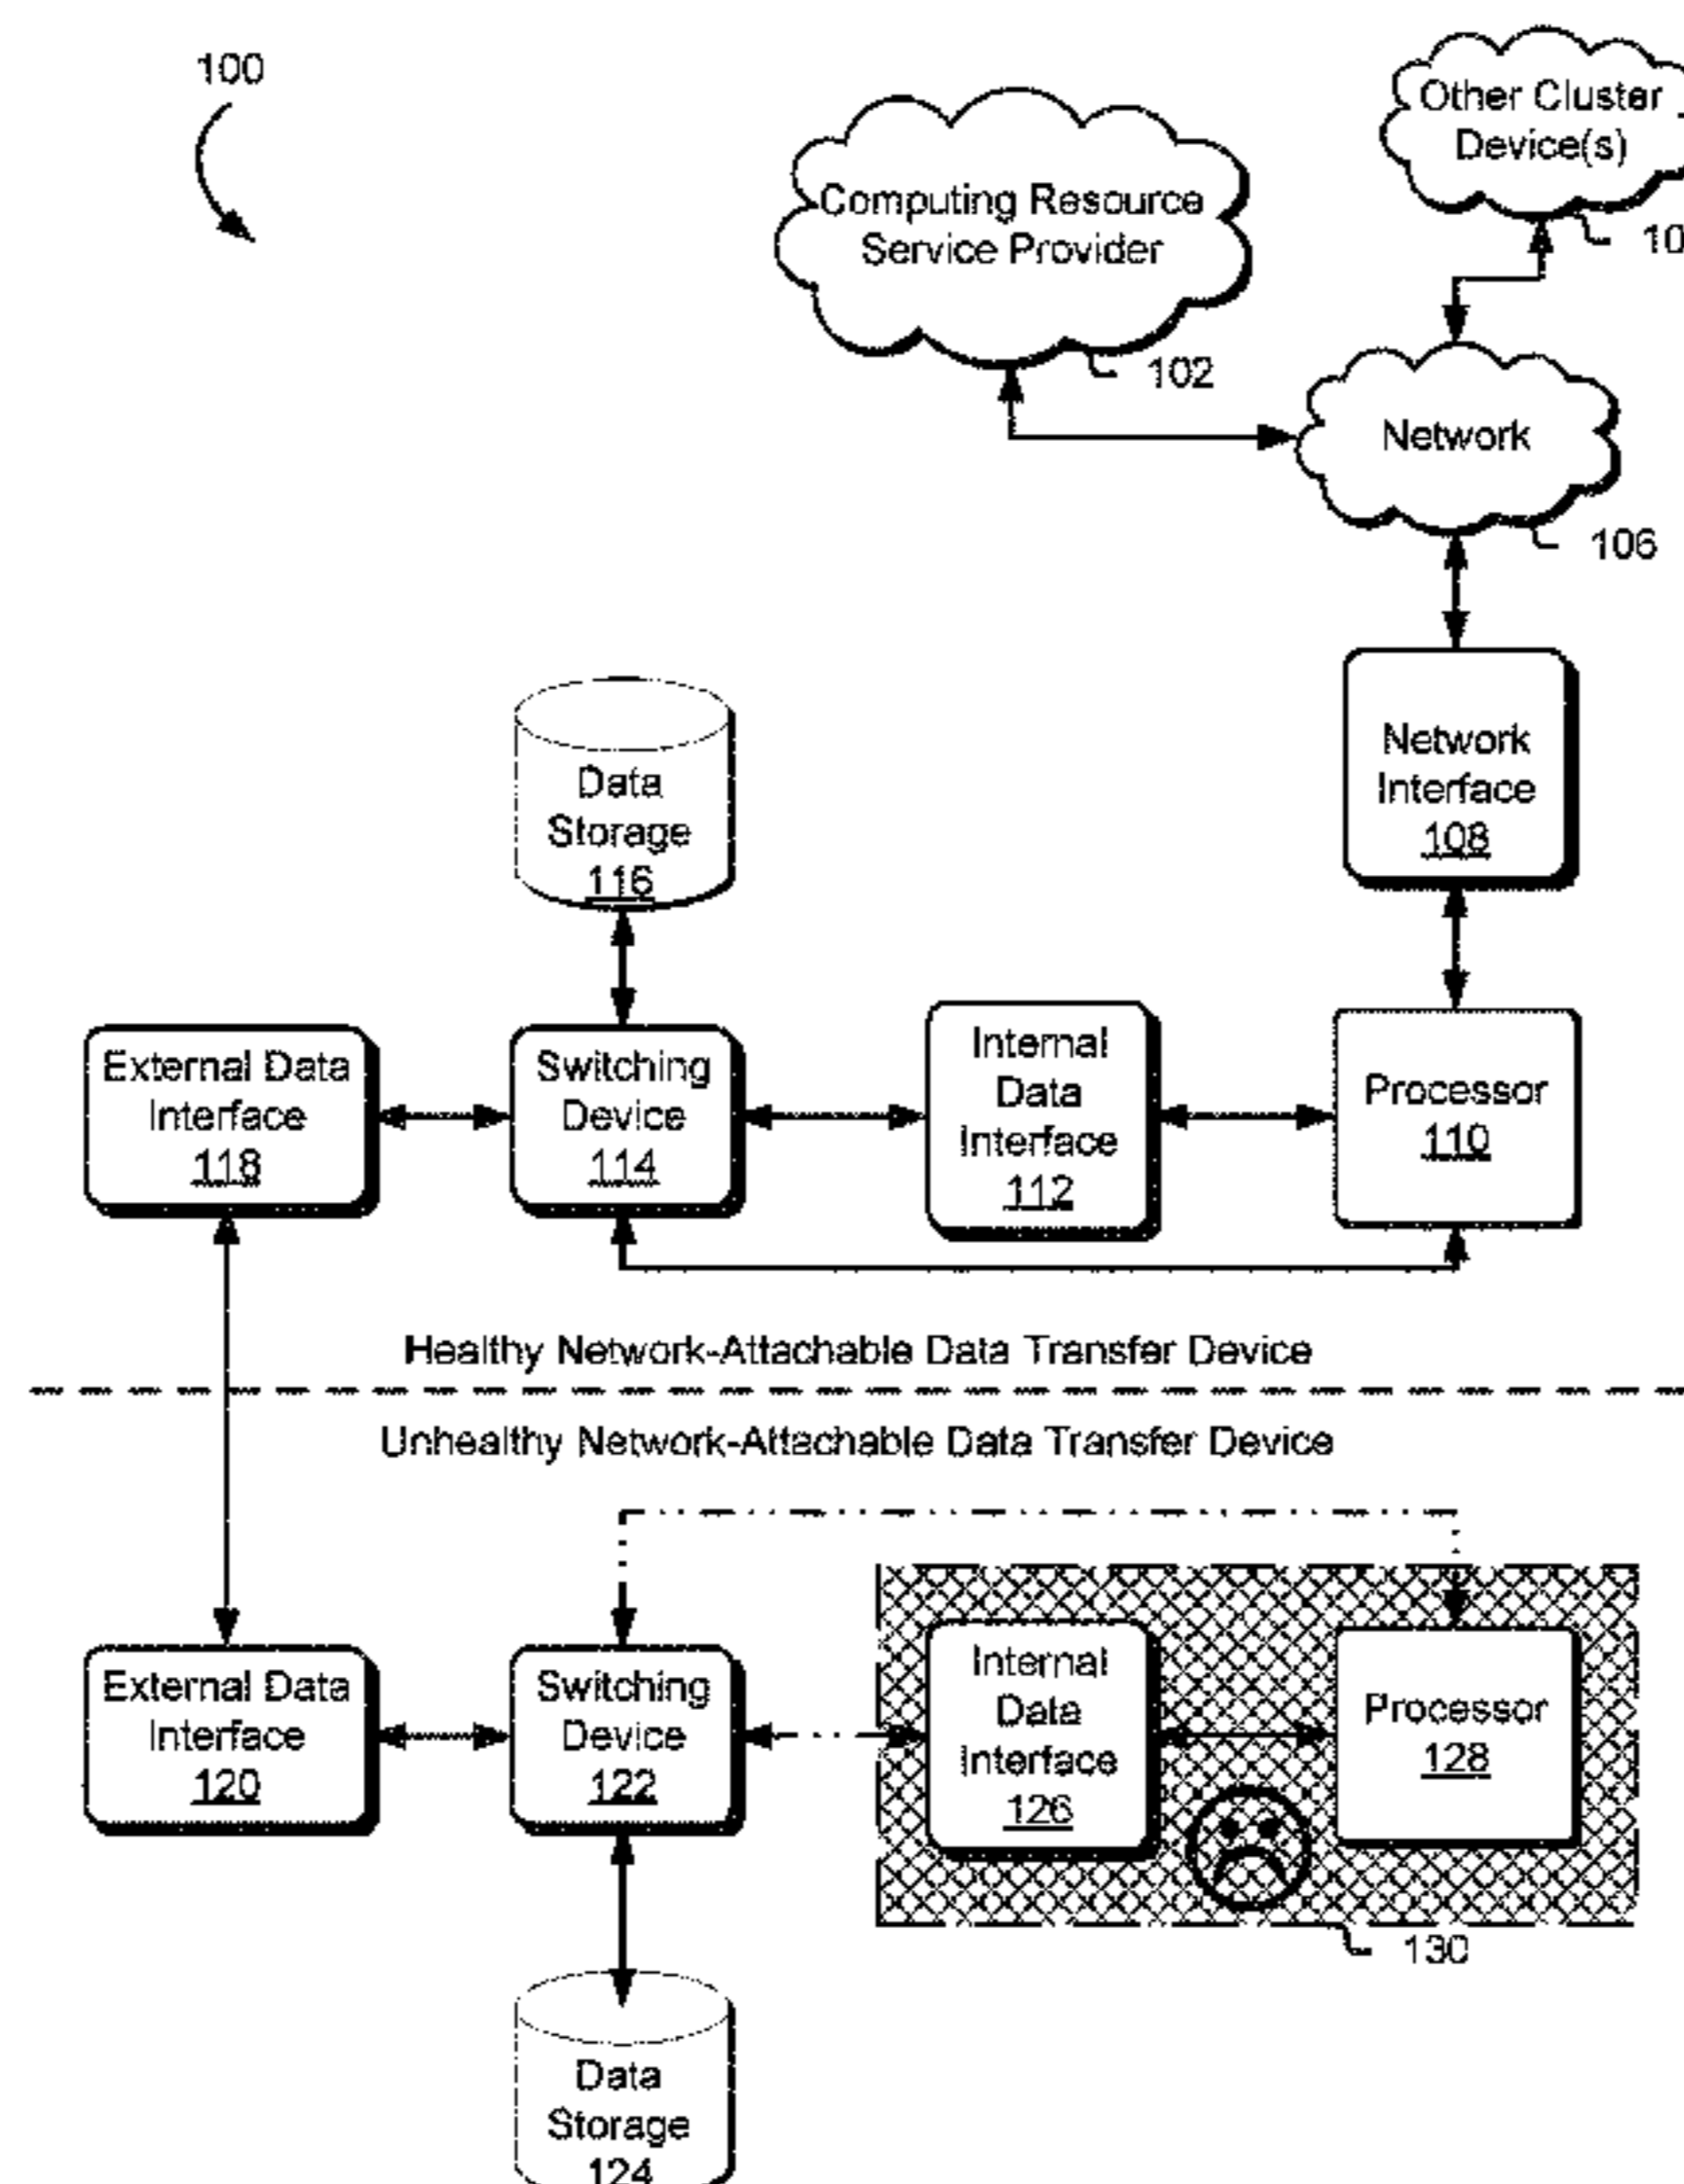 100
Other Cluster
Device(s)
10
Computing Resource
Service Provider
102
Network
106
Network
Interface
108
Data
Storage
116
External Data
Interface
118
Switching
Device
114
Internal
Data
Interface
112
Processor
110
Healthy Network-Attachable Data Transfer Device
Unhealthy Network-Attachable Data Transfer Device
External Data
Interface
120
Switching
Device
122
Internal
Data
Interface
126
Processor
128
130
Data
Storage
124